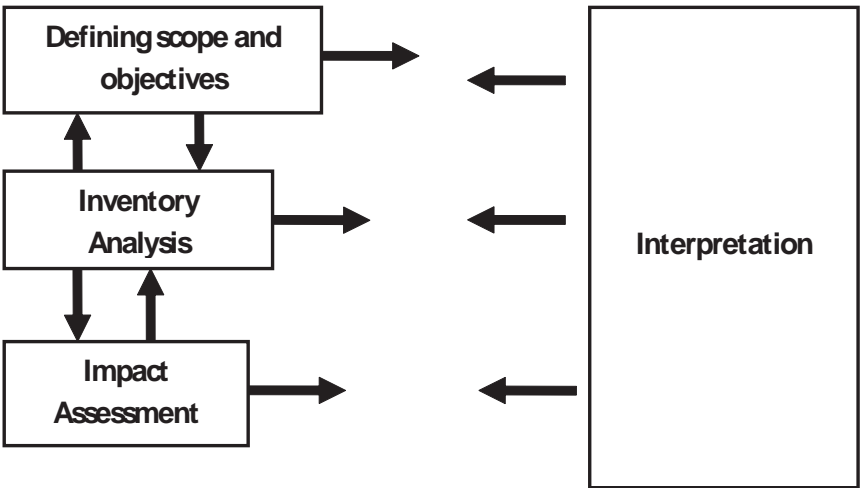 Defining scope and
objectives
Inventory
Analysis
Interpretation
Impact
Assessment